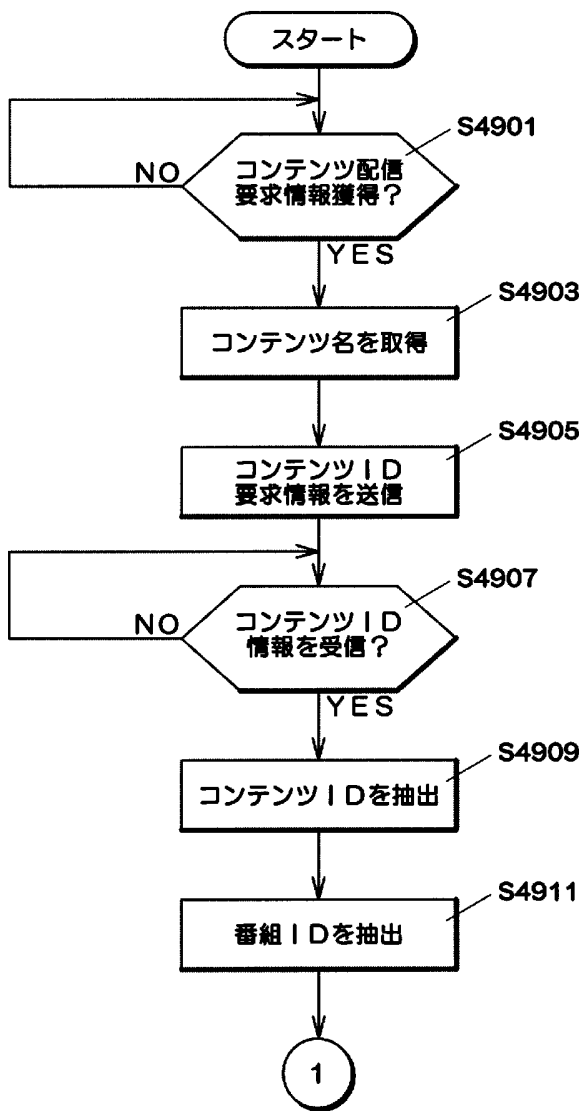 スタート
S4901
コンテンツ配信
要求情報獲得?
NO
YES
S4903
コンテンツ名を取得
S4905
コンテンツID
要求情報を送信
S4907
コンテンツID
情報を受信?
NO
YES
S4909
コンテンツIDを抽出
S4911
番組IDを抽出
1